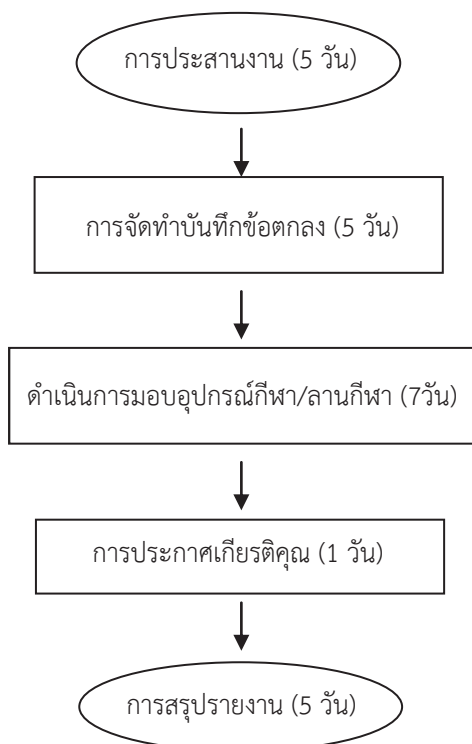 การประสานงาน (5 วัน)
การจัดทำบันทึกข้อตกลง (5 วัน)
ดำเนินการมอบอุปกรณ์กีฬา/ลานกีฬา (7วัน)
การประกาศเกียรติคุณ (1 วัน)
การสรุปรายงาน (5 วัน)